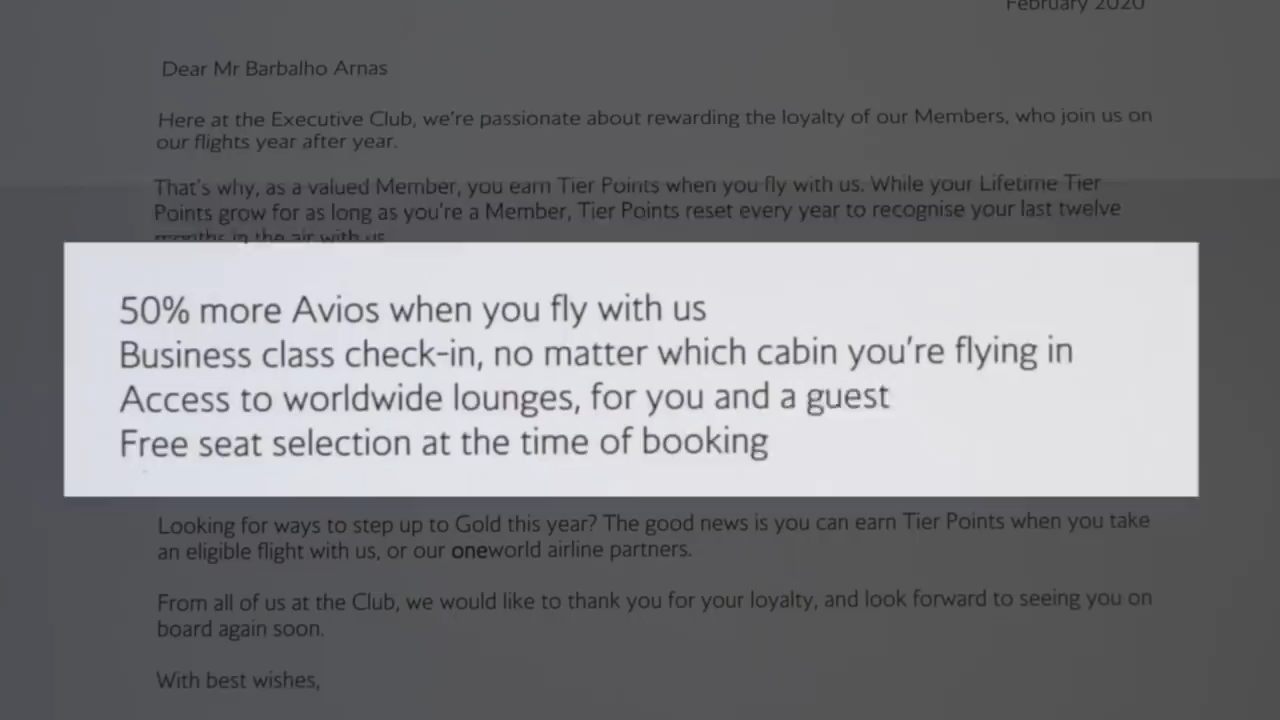 February 2020
Dear Mr Barbalho Arnas
Here at the Executive Club, we're passionate about rewarding the loyalty of our Members, who join us on
our flights year after year.
That's why, as a valued Member, you earn Tier Points when you fly with us. While your Lifetime Tier
Points grow for as long as you're a Member, Tier Points reset every year to recognise your last twelve
months in the air with us
50% more Avios when you fly with us
Business class check-in, no matter which cabin you're flying in
Access to worldwide lounges, for you and a guest
Free seat selection at the time of booking
Looking for ways to step up to Gold this year? The good news is you can earn Tier Points when you take
an eligible flight with us, or our oneworld airline partners.
From all of us at the Club, we would like to thank you for your loyalty, and look forward to seeing you on
board again soon.
With best wishes,